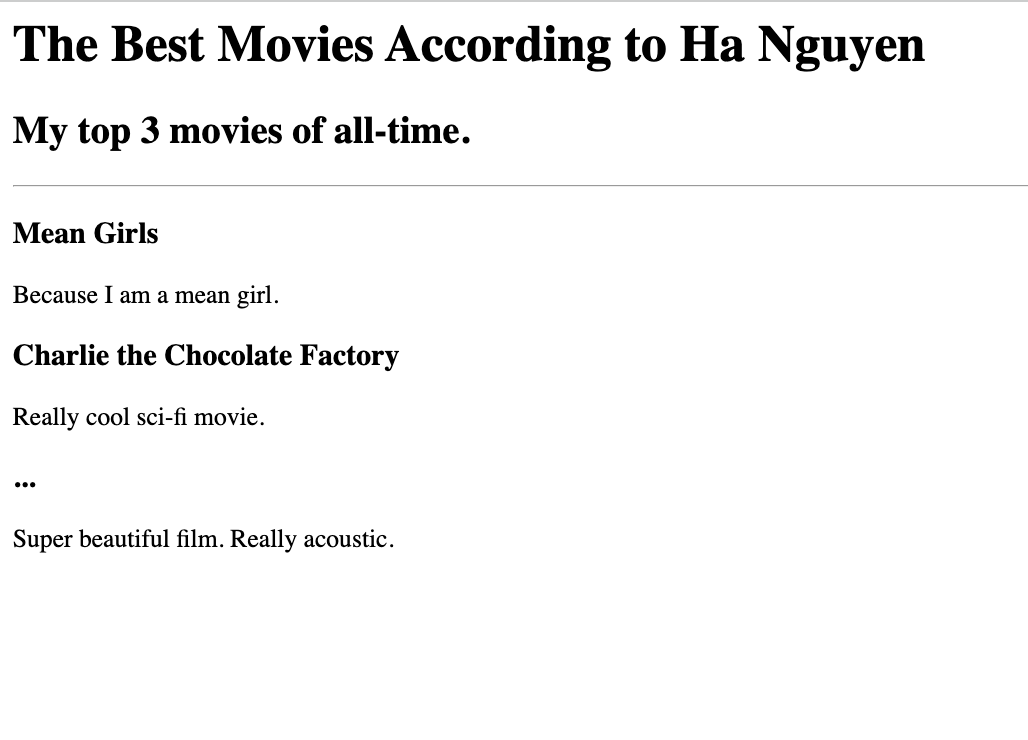 The Best Movies According to Ha Nguyen
My top 3 movies of all-time.
Mean Girls
Because I am a mean girl.
Charlie the Chocolate Factory
Really cool sci-fi movie.
...
Super beautiful film. Really acoustic.